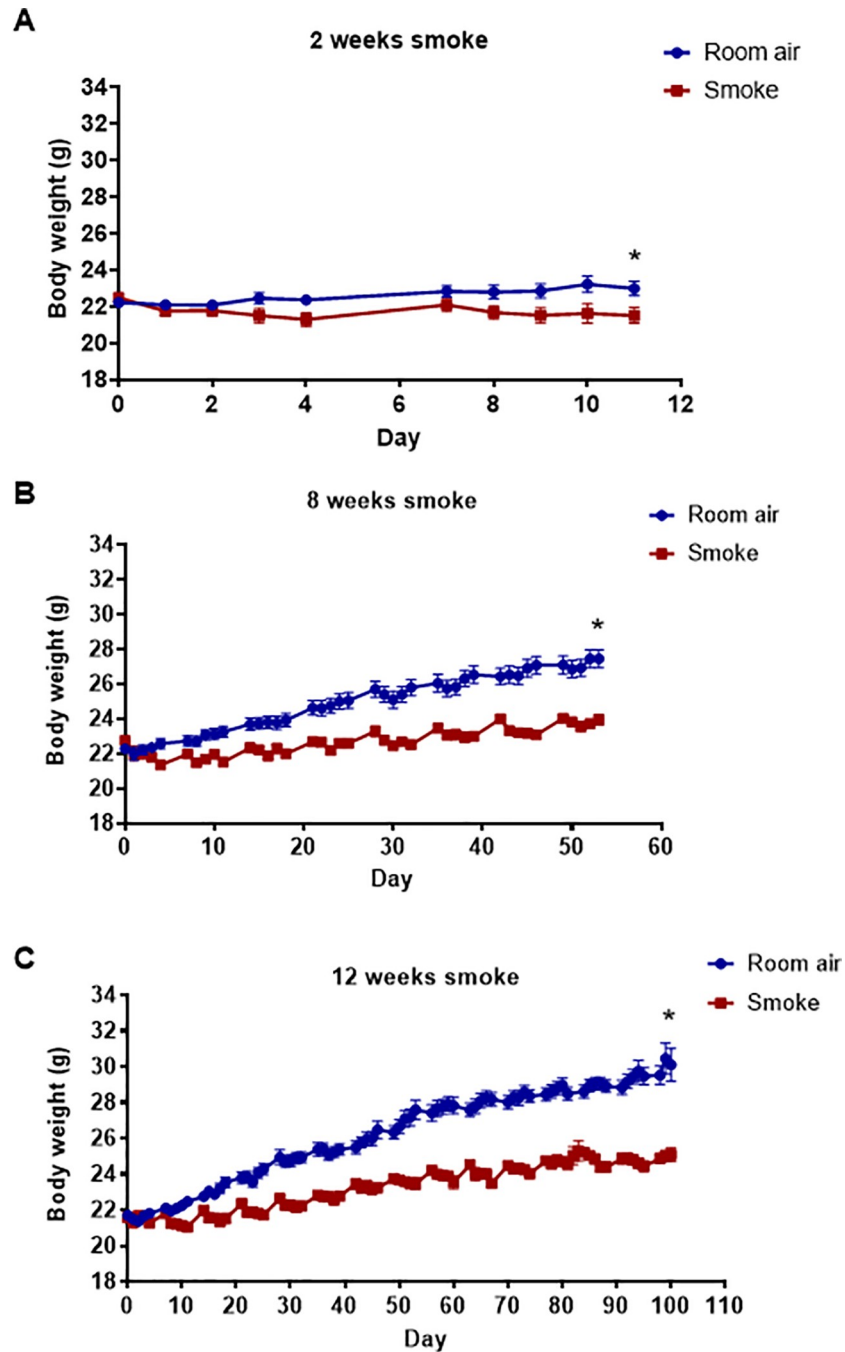 A
2 weeks smoke
Room air
Smoke
34
32
30
28
26
24
22
20
18
Body weight (g)
*
0 2 4 6 8 10 12
Day
B
8 weeks smoke
Room air
Smoke
34
32
30
28
26
24
22
20
18
Body weight (g)
*
0 10 20 30 40 50 60
Day
C
12 weeks smoke
Room air
Smoke
34
32
30
28
26
24
22
20
18
Body weight (g)
*
0 10 20 30 40 50 60 70 80 90 100 110
Day